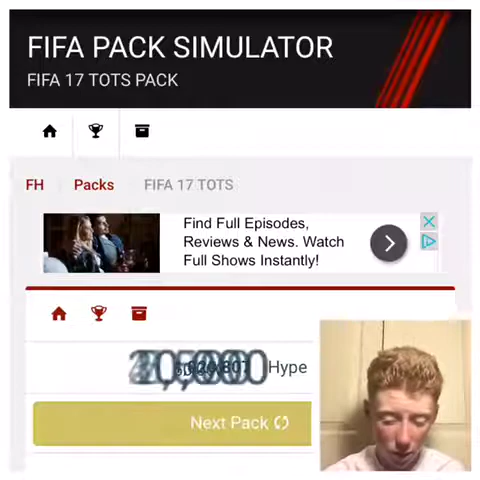 FIFA PACK SIMULATOR
FIFA 17 TOTS PACK
FH Packs FIFA 17 TOTS
Find Full Episodes,
Reviews & News. Watch
Full Shows Instantly!
Hype
Next Pack